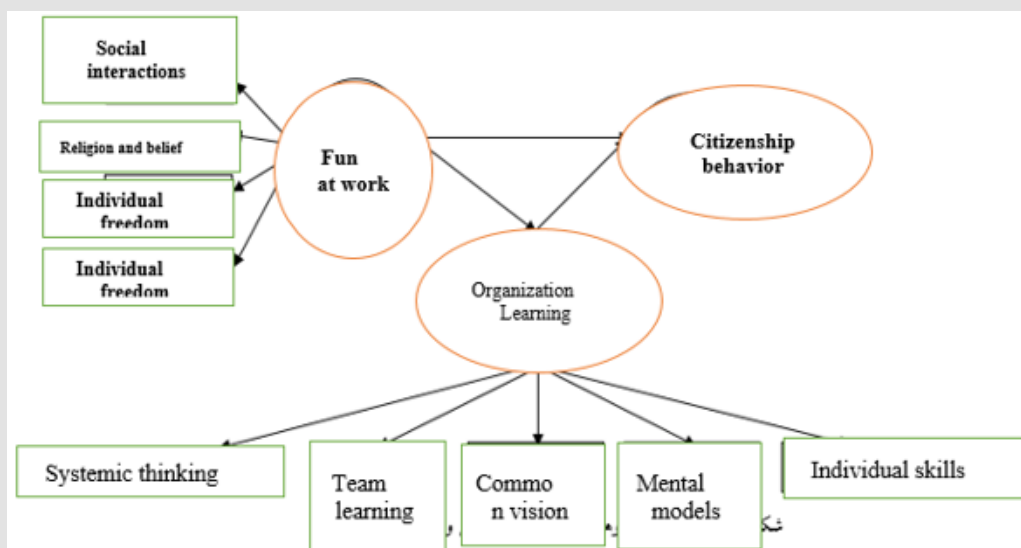 Social
interactions
Religion and belief
Individual
freedom
Individual
freedom
Fun
at work
Citizenship
behavior
Organization
Learning
Systemic thinking
Team
learning
Commo
n vision
Mental
models
Individual skills